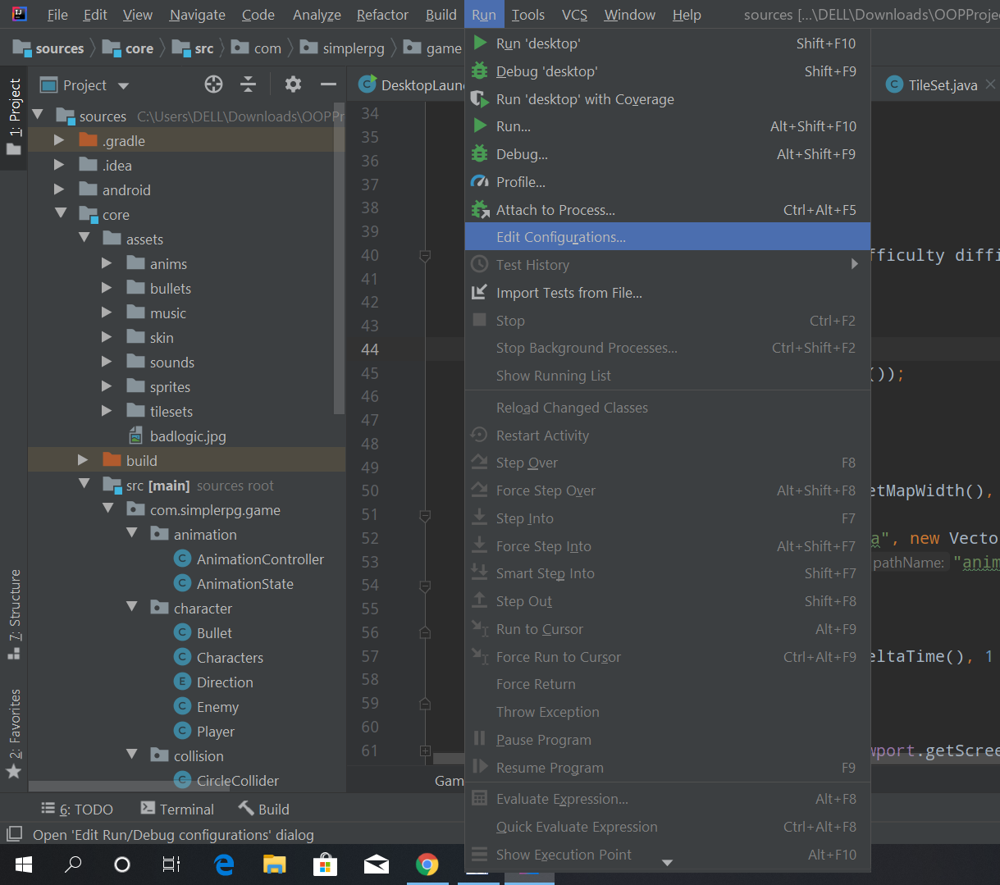 File Edit View Navigate Code Analyze Refactor Build Run Tools VCS Window Help sources [...\DELL\Downloads\OOPProje
sources core src com simplerpg game
1: Project
7: Structure
2: Favorites
Project
sources C:\Users\DELL\Downloads\OOPPr
.gradle
.idea
android
core
assets
anims
bullets
music
skin
sounds
sprites
tilesets
badlogic.jpg
build
src [main] sources root
com.simplerpg.game
animation
AnimationController
AnimationState
character
Bullet
Characters
Direction
Enemy
Player
collision
CircleCollider
DesktopLaun
TileSet.java
34
35
36
37
38
39
40
41
42
43
44
45
46
47
48
49
50
51
52
53
54
55
56
57
58
59
60
61
Gam
Run 'desktop' Shift+F10
Debug 'desktop' Shift+F9
Run 'desktop' with Coverage
Run... Alt+Shift+F10
Debug... Alt+Shift+F9
Profile...
Attach to Process... Ctrl+Alt+F5
Edit Configurations...
Test History
Import Tests from File...
Stop Ctrl+F2
Stop Background Processes... Ctrl+Shift+F2
Show Running List
Reload Changed Classes
Restart Activity
Step Over F8
Force Step Over Alt+Shift+F8
Step Into F7
Force Step Into Alt+Shift+F7
Smart Step Into Shift+F7
Step Out Shift+F8
Run to Cursor Alt+F9
Force Run to Cursor Ctrl+Alt+F9
Force Return
Throw Exception
Pause Program
Resume Program F9
Evaluate Expression... Alt+F8
Quick Evaluate Expression Ctrl+Alt+F8
Show Execution Point Alt+F10
fficulty diffi
());
etMapWidth(),
a", new Vecto
pathName: "anim
eltaTime(), 1
wport.getScree
6: TODO Terminal Build
Open 'Edit Run/Debug configurations' dialog